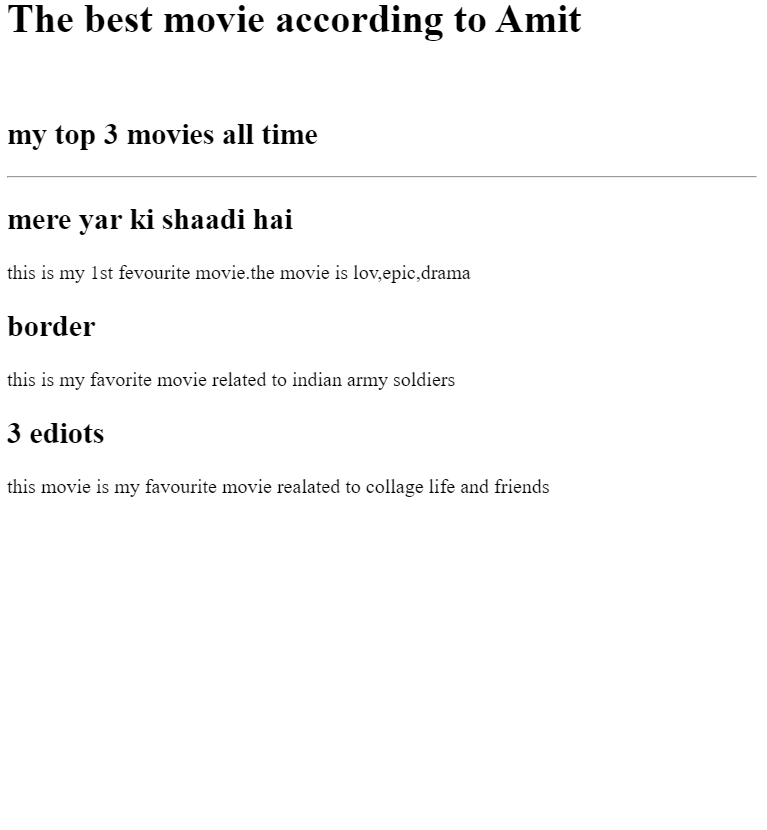 The best movie according to Amit
my top 3 movies all time
mere yar ki shaadi hai
this is my 1st fevourite movie.the movie is lov,epic,drama
border
this is my favorite movie related to indian army soldiers
3 ediots
this movie is my favourite movie realated to collage life and friends